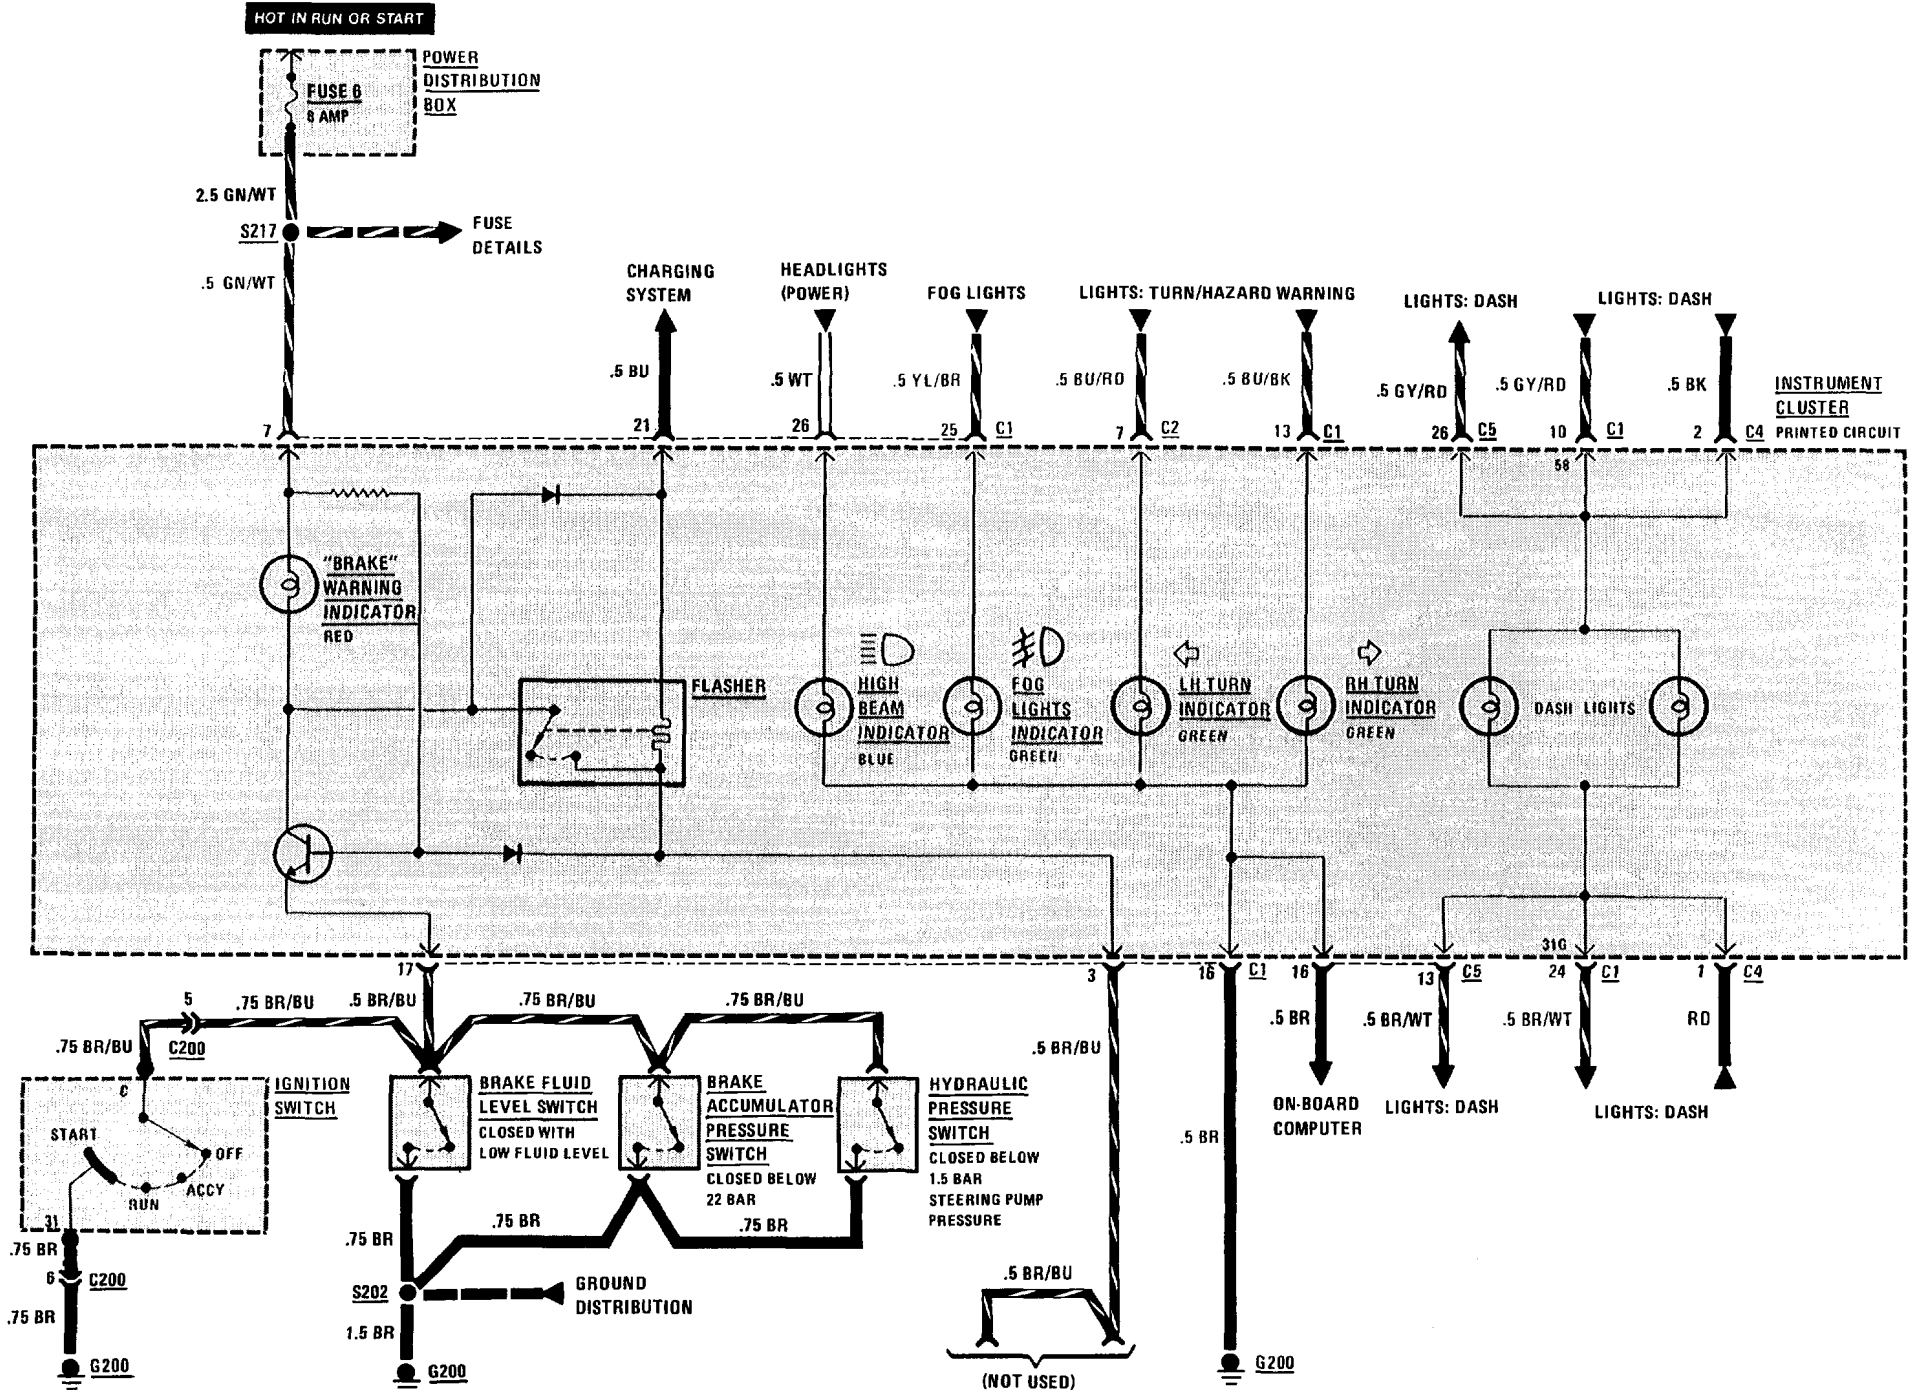 HOT IN RUN OR START
POWER
DISTRIBUTION
BOX
FUSE 6
8 AMP
2.5 GN/WT
S217
FUSE
DETAILS
.5 GN/WT
CHARGING
SYSTEM
HEADLIGHTS
(POWER)
FOG LIGHTS
LIGHTS: TURN/HAZARD WARNING
LIGHTS: DASH
LIGHTS: DASH
.5 BU
.5 WT
.5 YL/BR
.5 BU/RD
.5 BU/BK
.5 GY/RD
.5 GY/RD
.5 BK
INSTRUMENT
CLUSTER
PRINTED CIRCUIT
7
21
26
25 C1
7 C2
13 C1
26 C5
10 C1
2 C4
58
"BRAKE"
WARNING
INDICATOR
RED
FLASHER
HIGH
BEAM
INDICATOR
BLUE
FOG
LIGHTS
INDICATOR
GREEN
LH TURN
INDICATOR
GREEN
RH TURN
INDICATOR
GREEN
DASH LIGHTS
31G
17
3
16 C1
16
13 C5
24 C1
1 C4
5
.75 BR/BU
.5 BR/BU
.75 BR/BU
.75 BR/BU
.75 BR/BU
C200
.5 BR/BU
.5 BR
.5 BR/WT
.5 BR/WT
RD
C
IGNITION
SWITCH
START
OFF
ACCY
RUN
31
BRAKE FLUID
LEVEL SWITCH
CLOSED WITH
LOW FLUID LEVEL
BRAKE
ACCUMULATOR
PRESSURE
SWITCH
CLOSED BELOW
22 BAR
HYDRAULIC
PRESSURE
SWITCH
CLOSED BELOW
1.5 BAR
STEERING PUMP
PRESSURE
ON-BOARD
COMPUTER
LIGHTS: DASH
LIGHTS: DASH
.5 BR
.75 BR
6 C200
.75 BR
G200
.75 BR
.75 BR
.75 BR
S202
GROUND
DISTRIBUTION
1.5 BR
G200
.5 BR/BU
(NOT USED)
G200